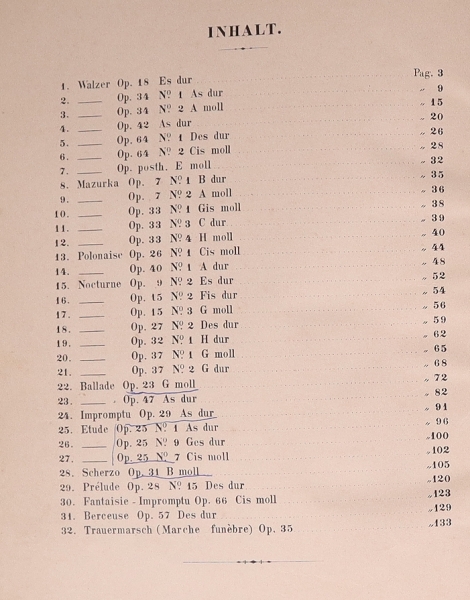 INHALT.
1. Walzer Op. 18 Es dur Pag. 3
2. —— Op. 34 Nº 1 As dur „ 9
3. —— Op. 34 Nº 2 A moll „ 15
4. —— Op. 42 As dur „ 20
5. —— Op. 64 Nº 1 Des dur „ 26
6. —— Op. 64 Nº 2 Cis moll „ 28
7. —— Op. posth. E moll „ 32
8. Mazurka Op. 7 Nº 1 B dur „ 35
9. —— Op. 7 Nº 2 A moll „ 36
10. —— Op. 33 Nº 1 Gis moll „ 38
11. —— Op. 33 Nº 3 C dur „ 39
12. —— Op. 33 Nº 4 H moll „ 40
13. Polonaise Op. 26 Nº 1 Cis moll „ 44
14. —— Op. 40 Nº 1 A dur „ 48
15. Nocturne Op. 9 Nº 2 Es dur „ 52
16. —— Op. 15 Nº 2 Fis dur „ 54
17. —— Op. 15 Nº 3 G moll „ 56
18. —— Op. 27 Nº 2 Des dur „ 59
19. —— Op. 32 Nº 1 H dur „ 62
20. —— Op. 37 Nº 1 G moll „ 65
21. —— Op. 37 Nº 2 G dur „ 68
22. Ballade Op. 23 G moll „ 72
23. —— Op. 47 As dur „ 82
24. Impromptu Op. 29 As dur „ 91
25. Etude Op. 25 Nº 1 As dur „ 96
26. —— Op. 25 Nº 9 Ges dur „ 100
27. —— Op. 25 Nº 7 Cis moll „ 102
28. Scherzo Op. 31 B moll „ 105
29. Prélude Op. 28 Nº 15 Des dur „ 120
30. Fantaisie - Impromptu Op. 66 Cis moll „ 123
31. Berceuse Op. 57 Des dur „ 129
32. Trauermarsch (Marche funèbre) Op. 35 „ 133